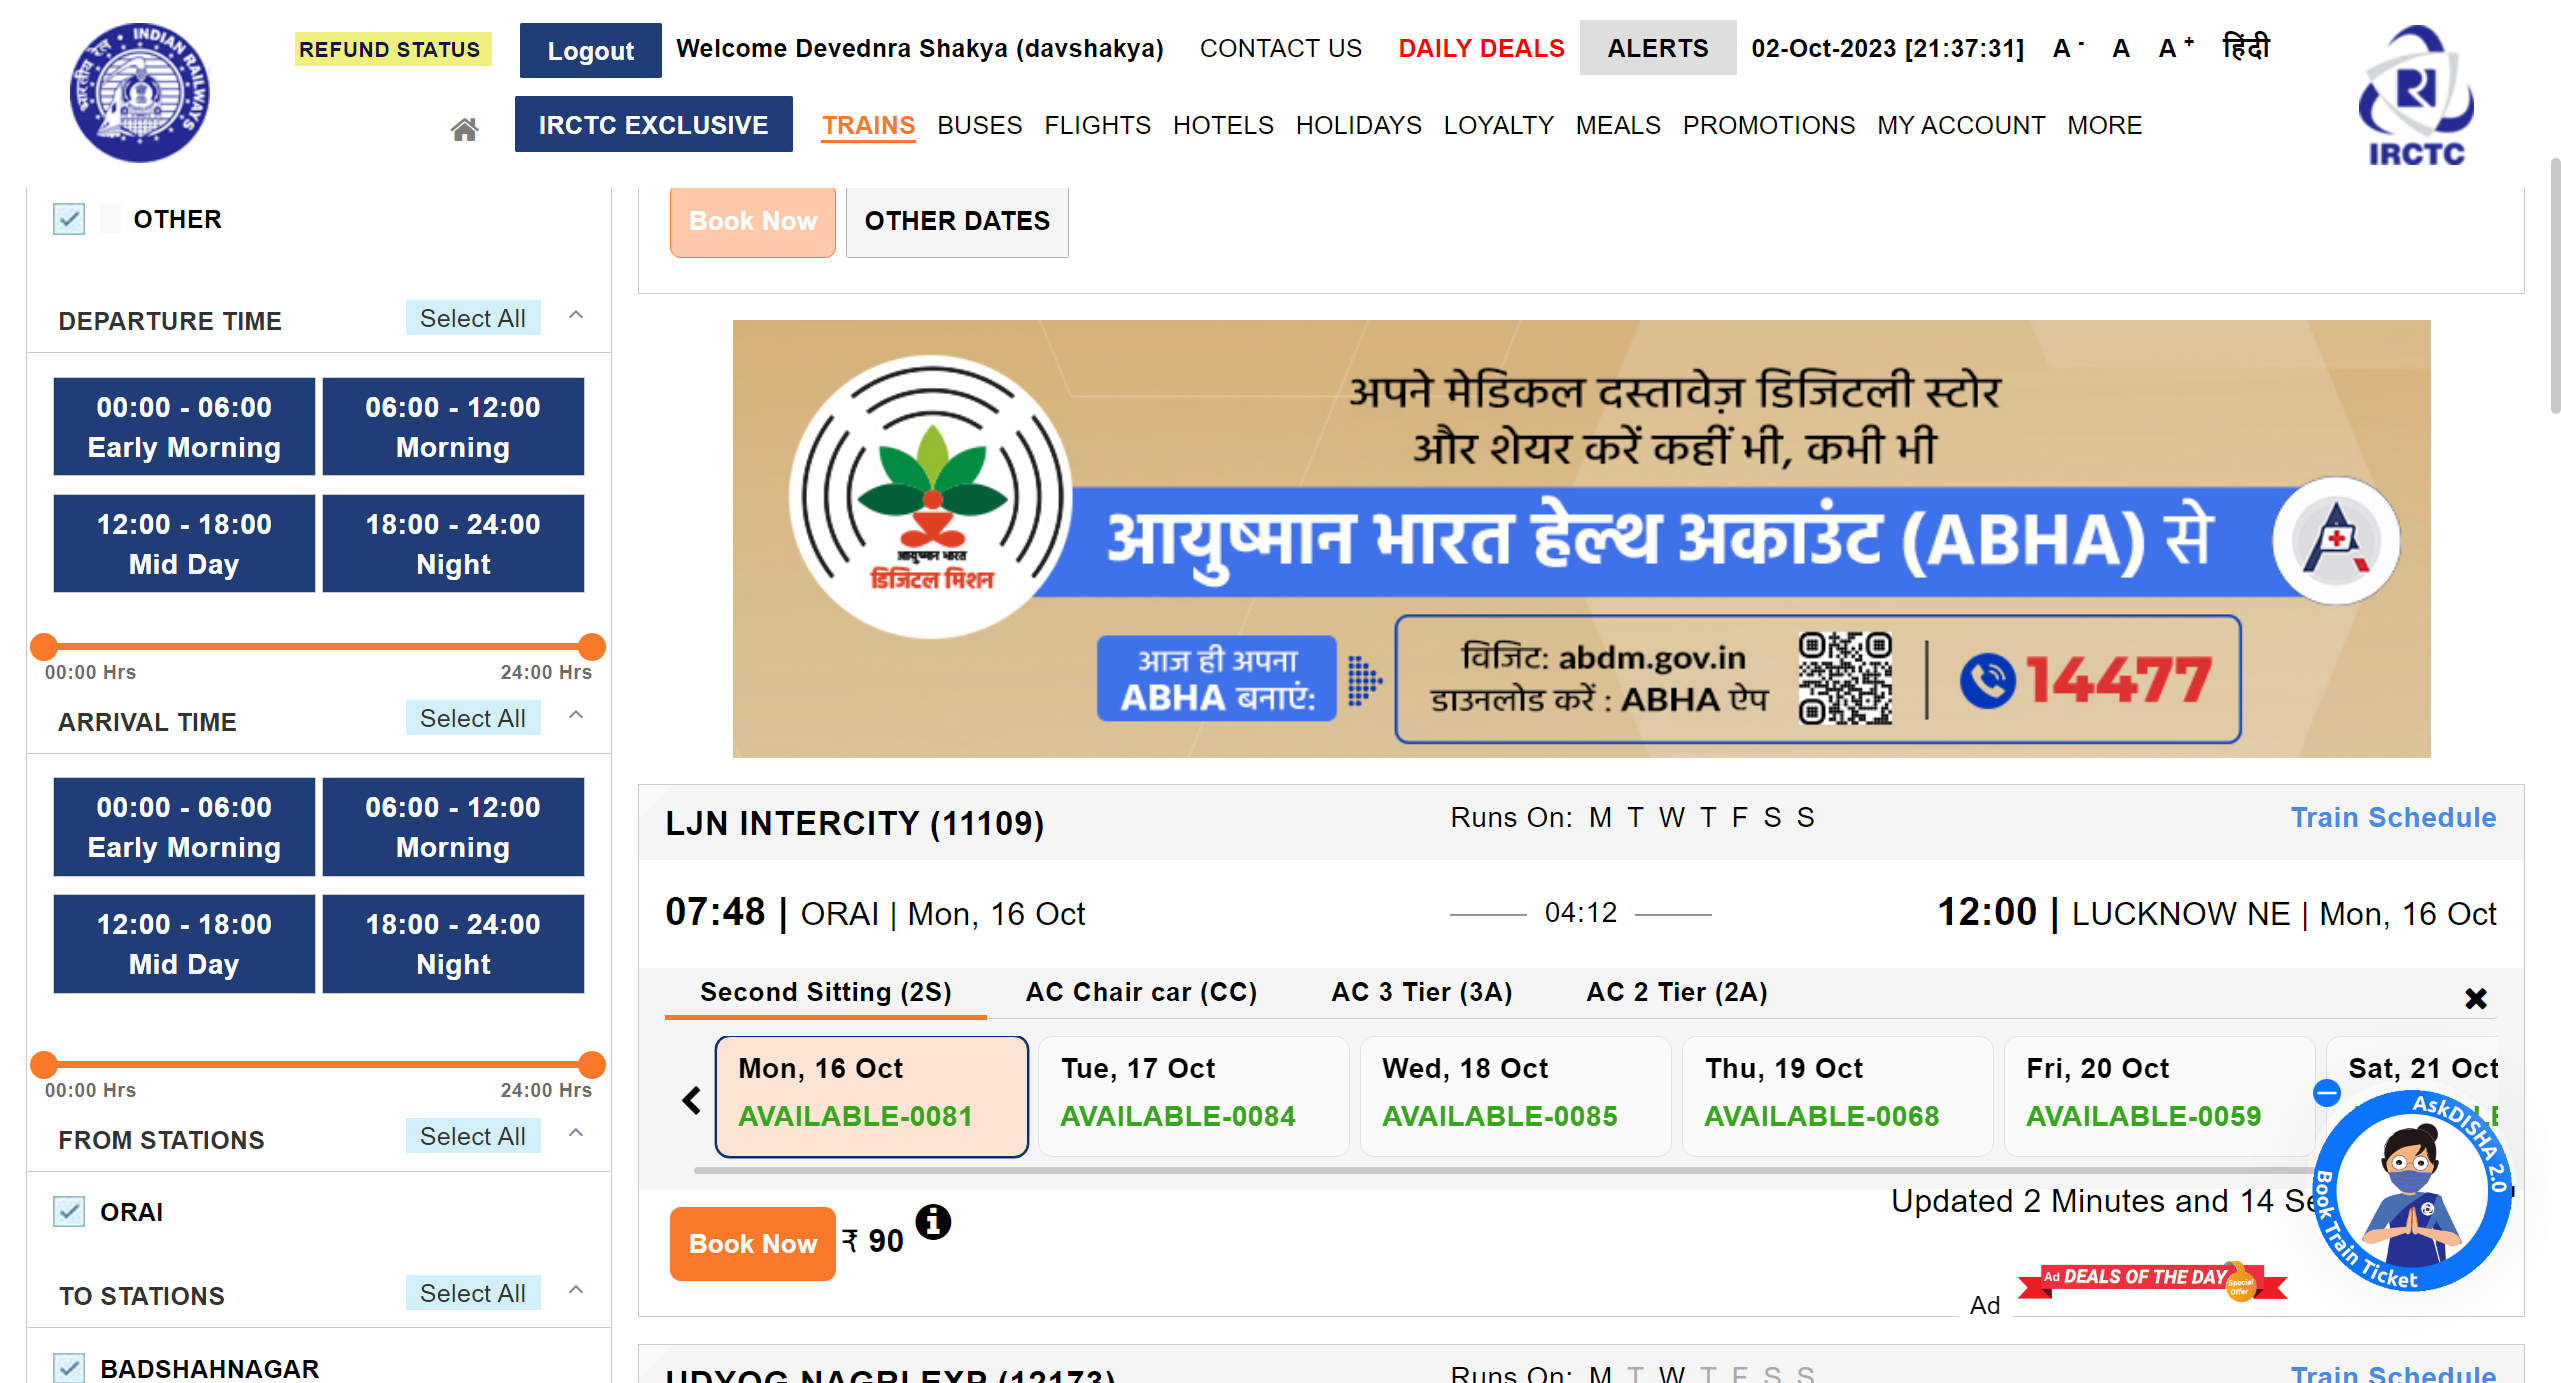 REFUND STATUS Logout Welcome Devednra Shakya (davshakya) CONTACT US DAILY DEALS ALERTS 02-Oct-2023 [21:37:31] A - A A + हिंदी
भारतीय रेल INDIAN RAILWAYS
IRCTC
IRCTC EXCLUSIVE TRAINS BUSES FLIGHTS HOTELS HOLIDAYS LOYALTY MEALS PROMOTIONS MY ACCOUNT MORE
OTHER
DEPARTURE TIME Select All
00:00 - 06:00 06:00 - 12:00
Early Morning Morning
12:00 - 18:00 18:00 - 24:00
Mid Day Night
00:00 Hrs 24:00 Hrs
ARRIVAL TIME Select All
00:00 - 06:00 06:00 - 12:00
Early Morning Morning
12:00 - 18:00 18:00 - 24:00
Mid Day Night
00:00 Hrs 24:00 Hrs
FROM STATIONS Select All
ORAI
TO STATIONS Select All
BADSHAHNAGAR
Book Now OTHER DATES
अपने मेडिकल दस्तावेज़ डिजिटली स्टोर
और शेयर करें कहीं भी, कभी भी
आयुष्मान भारत
डिजिटल मिशन
आयुष्मान भारत हेल्थ अकाउंट (ABHA) से
आज ही अपना
ABHA बनाएं:
विजिट: abdm.gov.in
डाउनलोड करें : ABHA ऐप
14477
LJN INTERCITY (11109) Runs On: M T W T F S S Train Schedule
07:48 | ORAI | Mon, 16 Oct 04:12 12:00 | LUCKNOW NE | Mon, 16 Oct
Second Sitting (2S) AC Chair car (CC) AC 3 Tier (3A) AC 2 Tier (2A)
Mon, 16 Oct Tue, 17 Oct Wed, 18 Oct Thu, 19 Oct Fri, 20 Oct Sat, 21 Oct
AVAILABLE-0081 AVAILABLE-0084 AVAILABLE-0085 AVAILABLE-0068 AVAILABLE-0059
Updated 2 Minutes and 14
Book Now ₹ 90
AskDISHA 2.0
Book Train Ticket
Ad DEALS OF THE DAY Special Offer
Ad
UDYOG NAGRI EXP (12173) Runs On: M T W T F S S Train Schedule